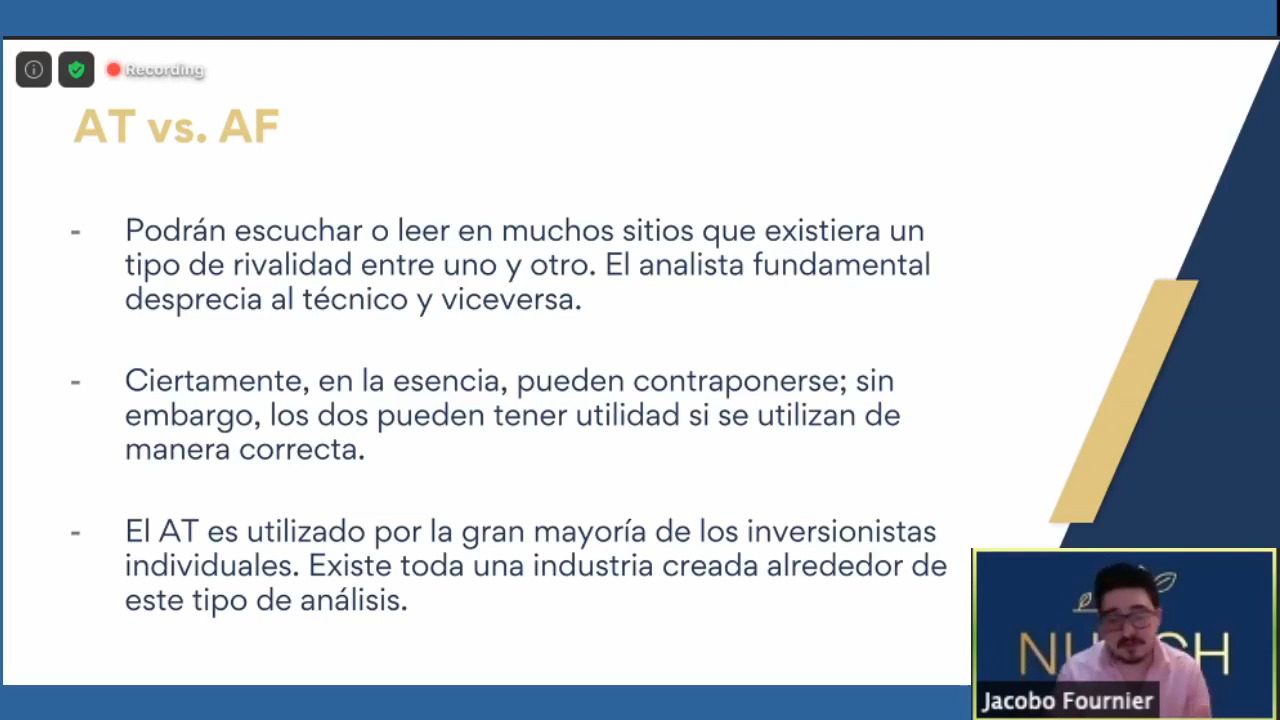 Recording
AT vs. AF
- Podrán escuchar o leer en muchos sitios que existiera un
tipo de rivalidad entre uno y otro. El analista fundamental
desprecia al técnico y viceversa.
- Ciertamente, en la esencia, pueden contraponerse; sin
embargo, los dos pueden tener utilidad si se utilizan de
manera correcta.
- El AT es utilizado por la gran mayoría de los inversionistas
individuales. Existe toda una industria creada alrededor de
este tipo de análisis.
Jacobo Fournier